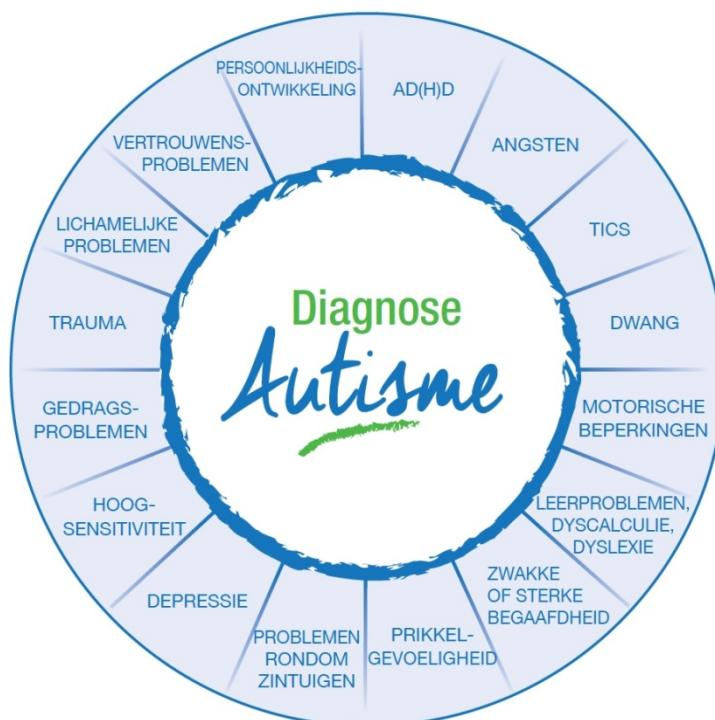 Diagnose
Autisme
AD(H)D
ANGSTEN
TICS
DWANG
MOTORISCHE
BEPERKINGEN
LEERPROBLEMEN,
DYSCALCULIE,
DYSLEXIE
ZWAKKE
OF STERKE
BEGAAFDHEID
PRIKKEL-
GEVOELIGHEID
PROBLEMEN
RONDOM
ZINTUIGEN
DEPRESSIE
HOOG-
SENSITIVITEIT
GEDRAGS-
PROBLEMEN
TRAUMA
LICHAMELIJKE
PROBLEMEN
VERTROUWENS-
PROBLEMEN
PERSOONLIJKHEIDS-
ONTWIKKELING